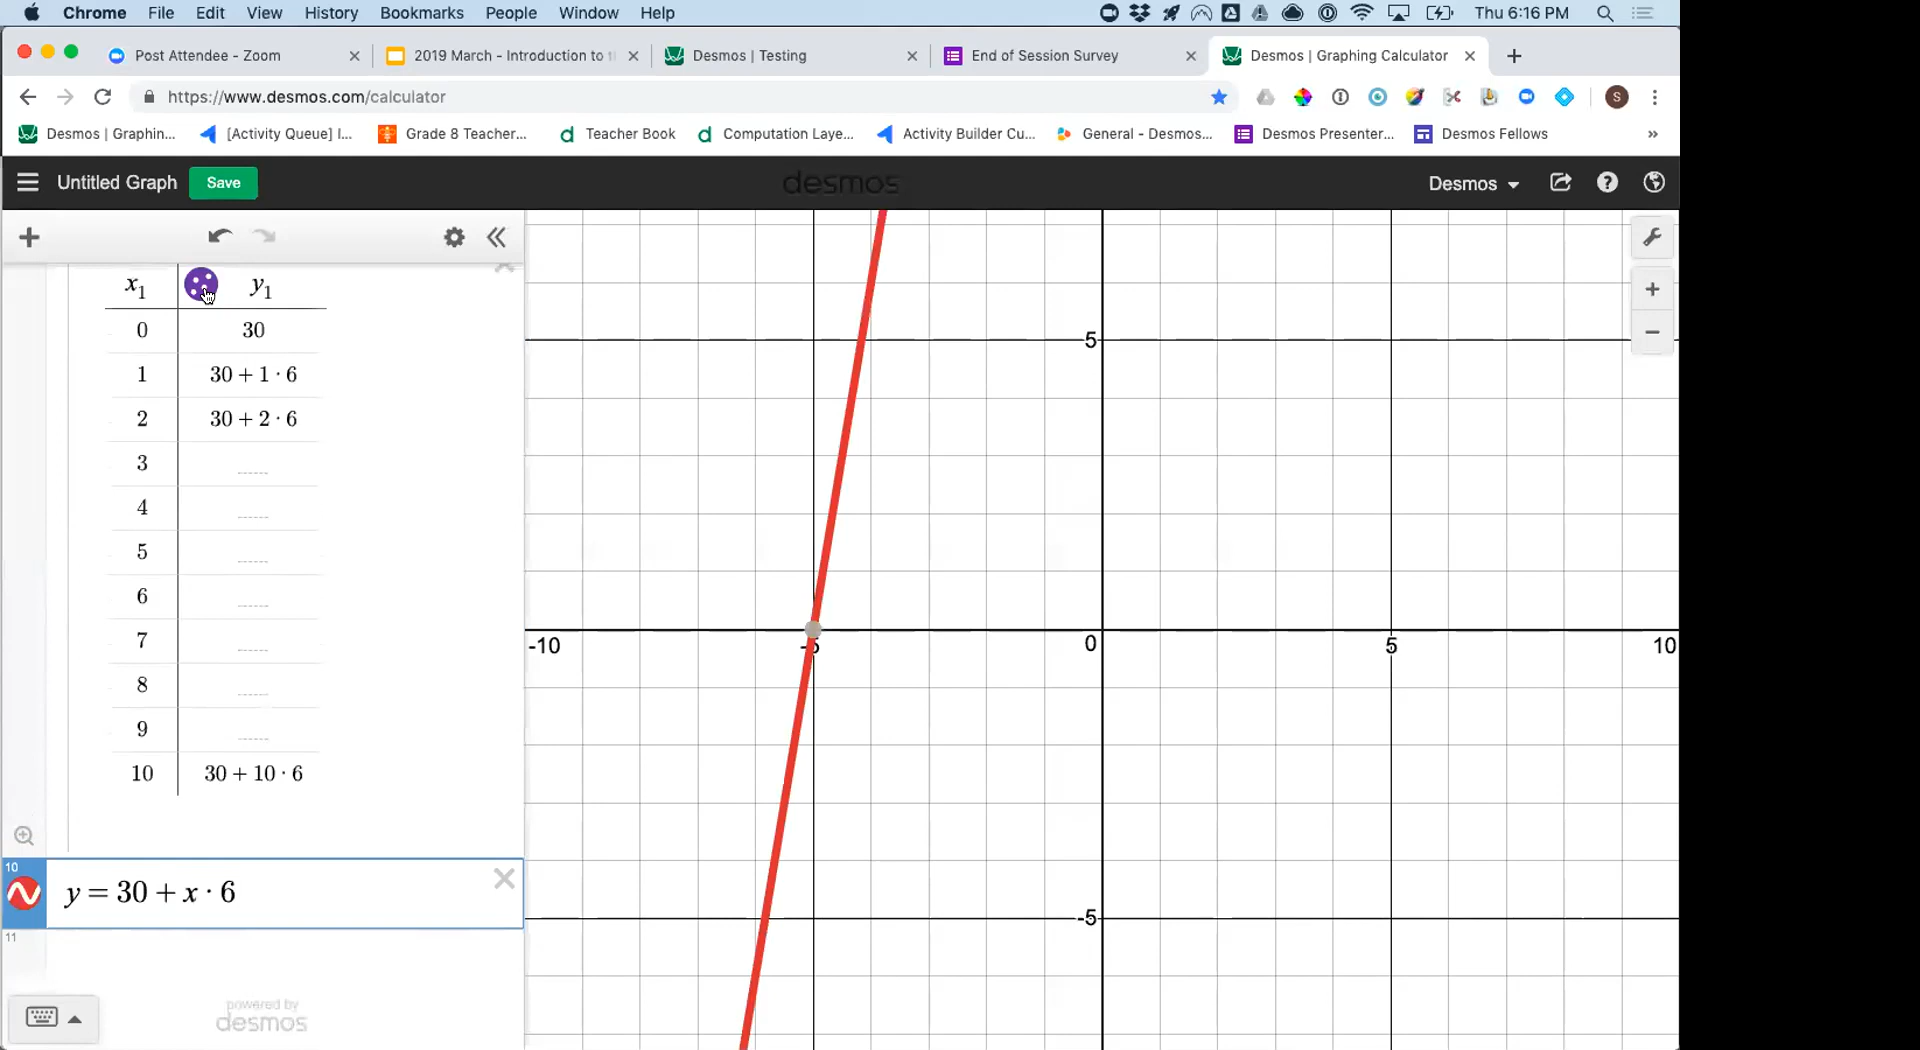 Chrome File Edit View History Bookmarks People Window Help Thu 6:16 PM
Post Attendee - Zoom 2019 March - Introduction to t Desmos | Testing End of Session Survey Desmos | Graphing Calculator
https://www.desmos.com/calculator S
Desmos | Graphin... [Activity Queue] I... Grade 8 Teacher... Teacher Book Computation Laye... Activity Builder Cu... General - Desmos... Desmos Presenter... Desmos Fellows »
Untitled Graph Save desmos Desmos
x₁ y₁
0 30
1 30 + 1 · 6
2 30 + 2 · 6
3
4
5
6
7
8
9
10 30 + 10 · 6
10
y = 30 + x · 6
11
powered by
desmos
5
-10 -5 0 5 10
-5